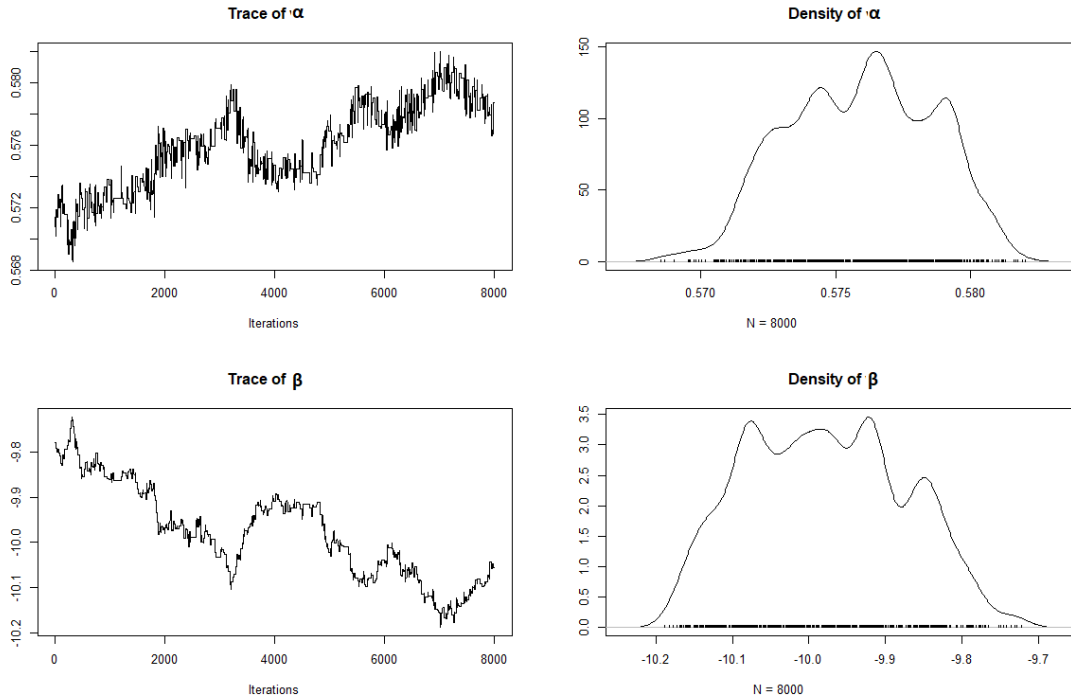 Trace of α
0.568 0.572 0.576 0.580
0 2000 4000 6000 8000
Iterations
Density of α
0 50 100 150
0.570 0.575 0.580
N = 8000
Trace of β
-10.2 -10.1 -10.0 -9.9 -9.8
0 2000 4000 6000 8000
Iterations
Density of β
0.0 0.5 1.0 1.5 2.0 2.5 3.0 3.5
-10.2 -10.1 -10.0 -9.9 -9.8 -9.7
N = 8000